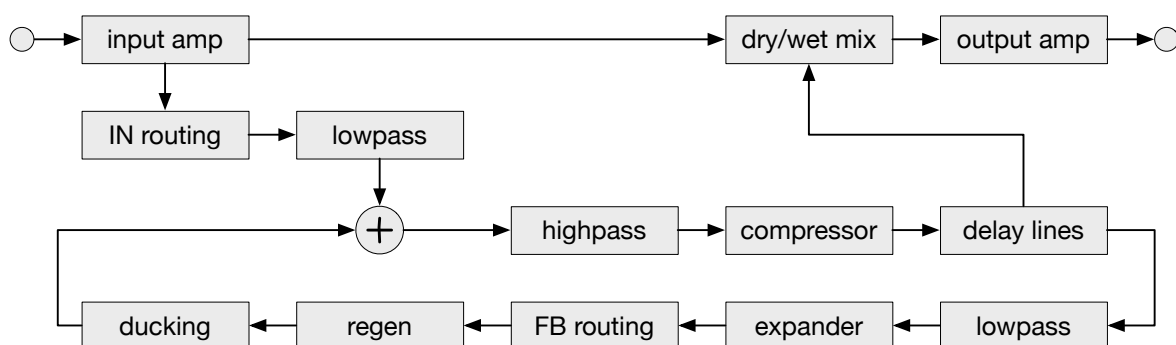 input amp
dry/wet mix
output amp
IN routing
lowpass
+
highpass
compressor
delay lines
ducking
regen
FB routing
expander
lowpass